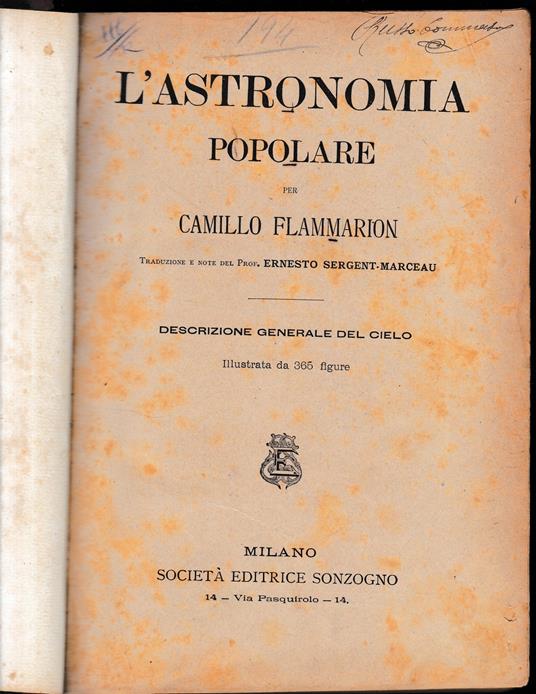 194
L'ASTRONOMIA
POPOLARE
PER
CAMILLO FLAMMARION
TRADUZIONE E NOTE DEL PROF. ERNESTO SERGENT-MARCEAU
DESCRIZIONE GENERALE DEL CIELO
Illustrata da 365 figure
E
MILANO
SOCIETÀ EDITRICE SONZOGNO
14 — Via Pasquirolo — 14.